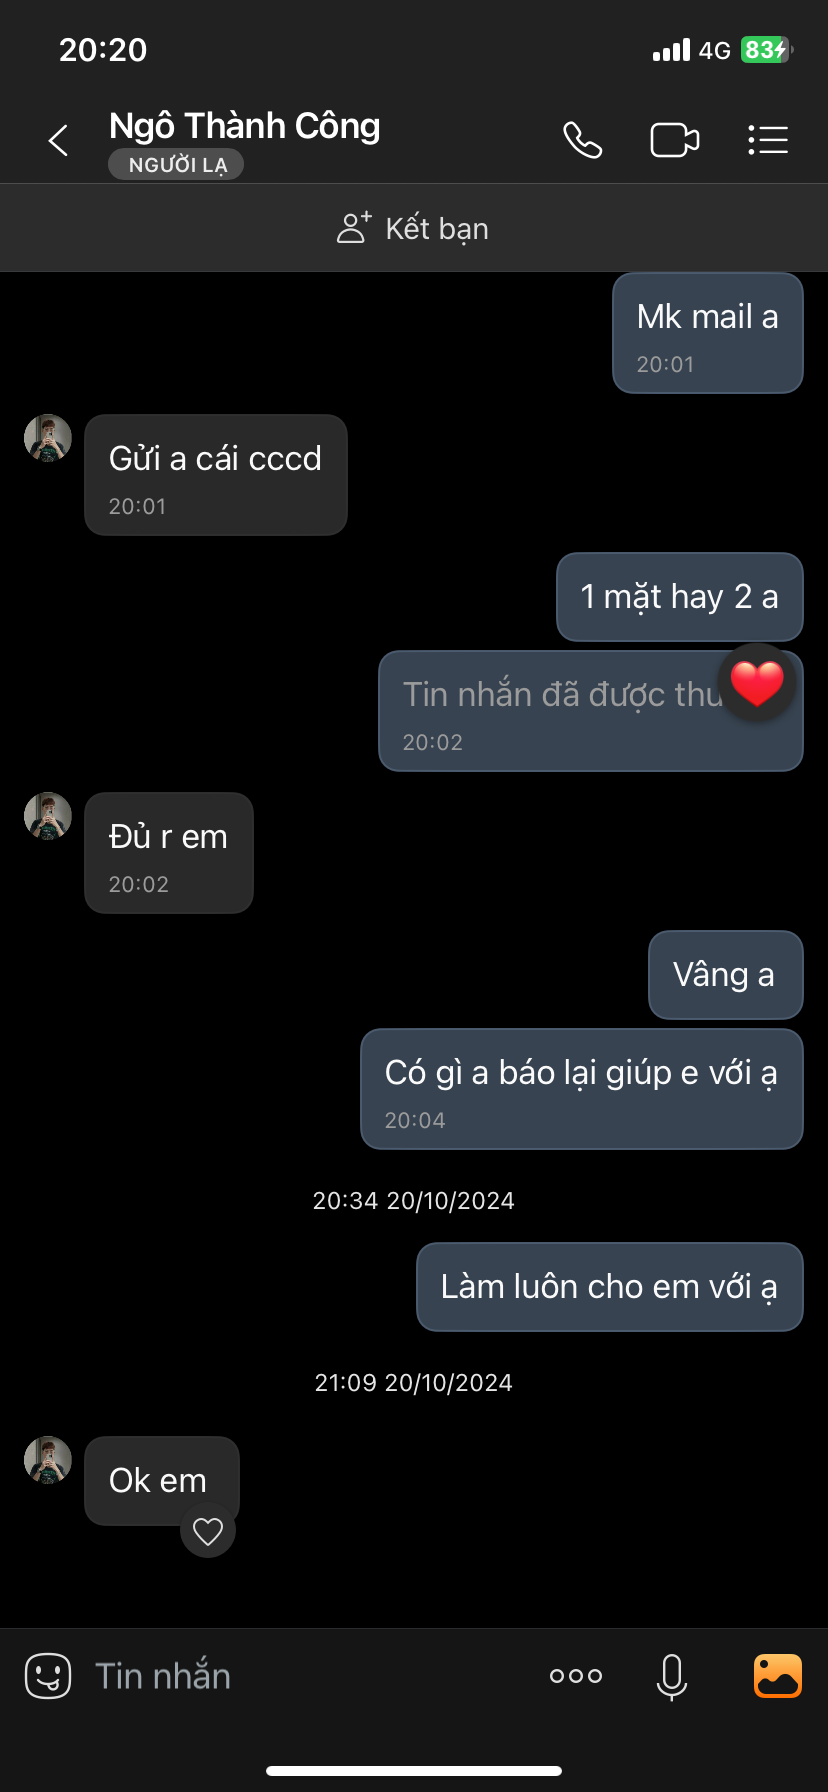 20:20
4G 83
Ngô Thành Công
NGƯỜI LẠ
Kết bạn
Mk mail a
20:01
Gửi a cái cccd
20:01
1 mặt hay 2 a
Tin nhắn đã được thu
20:02
Đủ r em
20:02
Vâng a
Có gì a báo lại giúp e với ạ
20:04
20:34 20/10/2024
Làm luôn cho em với ạ
21:09 20/10/2024
Ok em
Tin nhắn